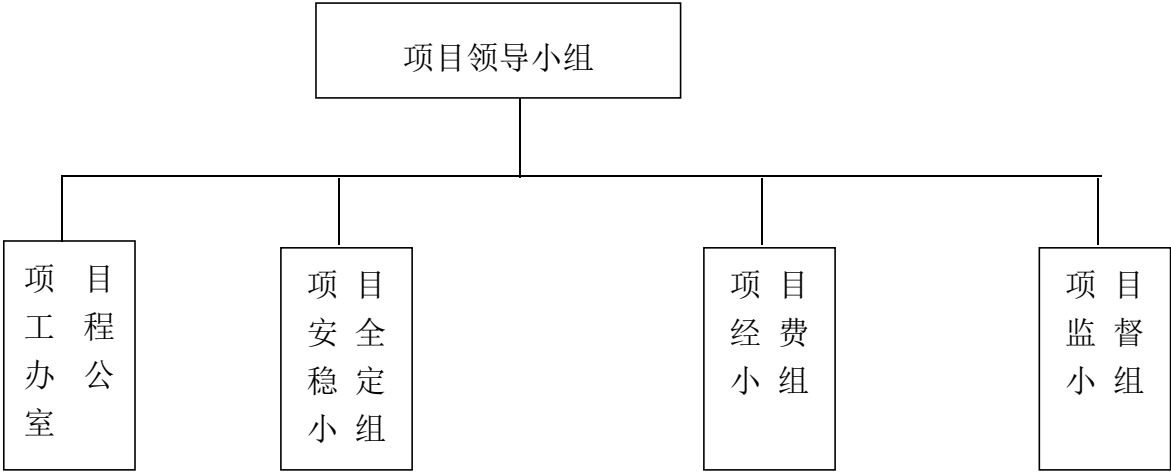 项目领导小组
项 目
工 程
办 公
室
项 目
安 全
稳 定
小 组
项 目
经 费
小 组
项 目
监 督
小 组